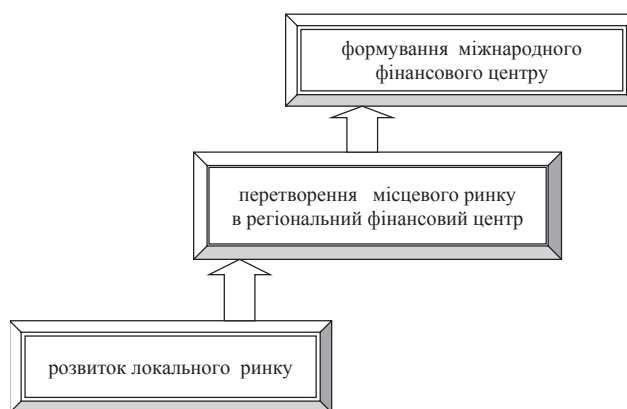 формування міжнародного
фінансового центру
перетворення місцевого ринку
в регіональний фінансовий центр
розвиток локального ринку